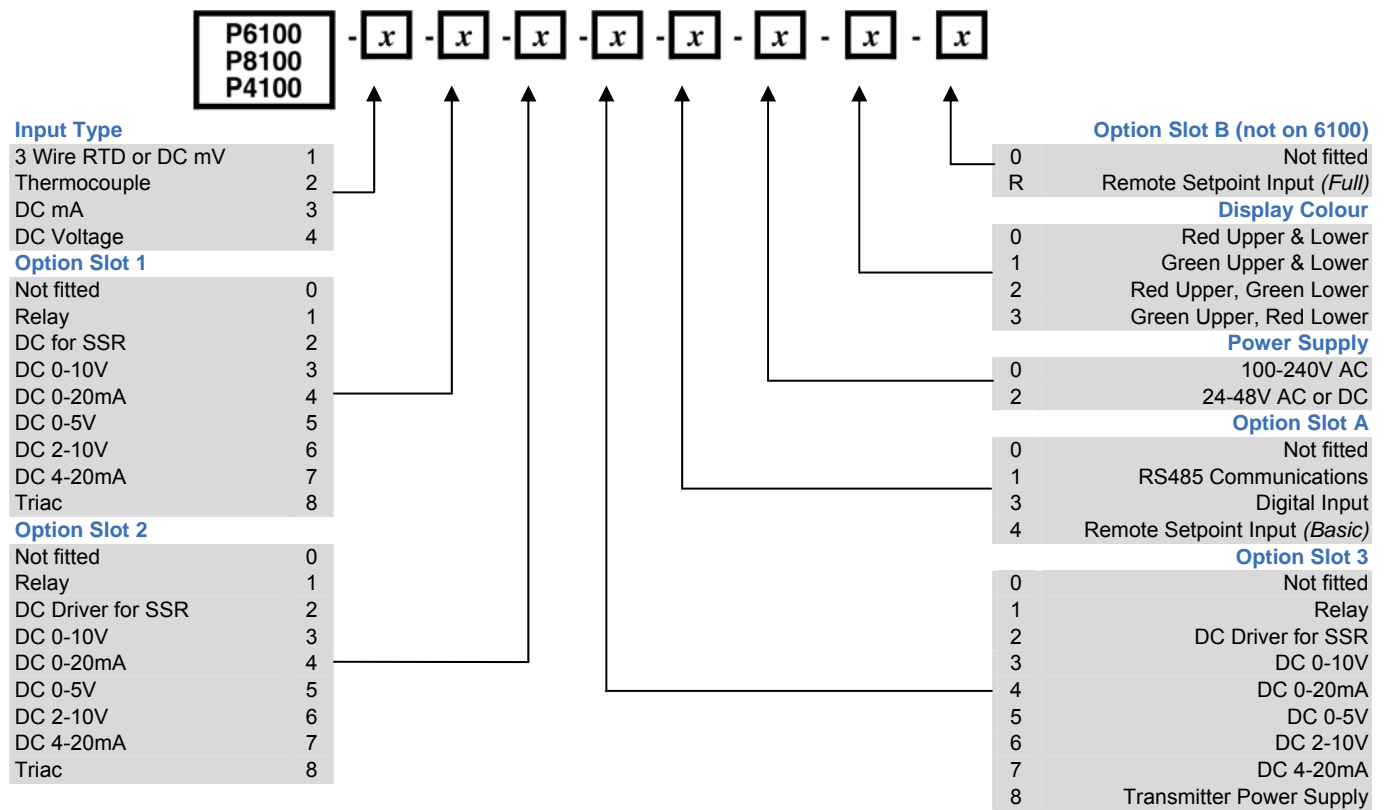 P6100
P8100
P4100
- x - x - x - x - x - x - x - x
Input Type
3 Wire RTD or DC mV 1
Thermocouple 2
DC mA 3
DC Voltage 4
Option Slot 1
Not fitted 0
Relay 1
DC for SSR 2
DC 0-10V 3
DC 0-20mA 4
DC 0-5V 5
DC 2-10V 6
DC 4-20mA 7
Triac 8
Option Slot 2
Not fitted 0
Relay 1
DC Driver for SSR 2
DC 0-10V 3
DC 0-20mA 4
DC 0-5V 5
DC 2-10V 6
DC 4-20mA 7
Triac 8
Option Slot B (not on 6100)
0 Not fitted
R Remote Setpoint Input (Full)
Display Colour
0 Red Upper & Lower
1 Green Upper & Lower
2 Red Upper, Green Lower
3 Green Upper, Red Lower
Power Supply
0 100-240V AC
2 24-48V AC or DC
Option Slot A
0 Not fitted
1 RS485 Communications
3 Digital Input
4 Remote Setpoint Input (Basic)
Option Slot 3
0 Not fitted
1 Relay
2 DC Driver for SSR
3 DC 0-10V
4 DC 0-20mA
5 DC 0-5V
6 DC 2-10V
7 DC 4-20mA
8 Transmitter Power Supply